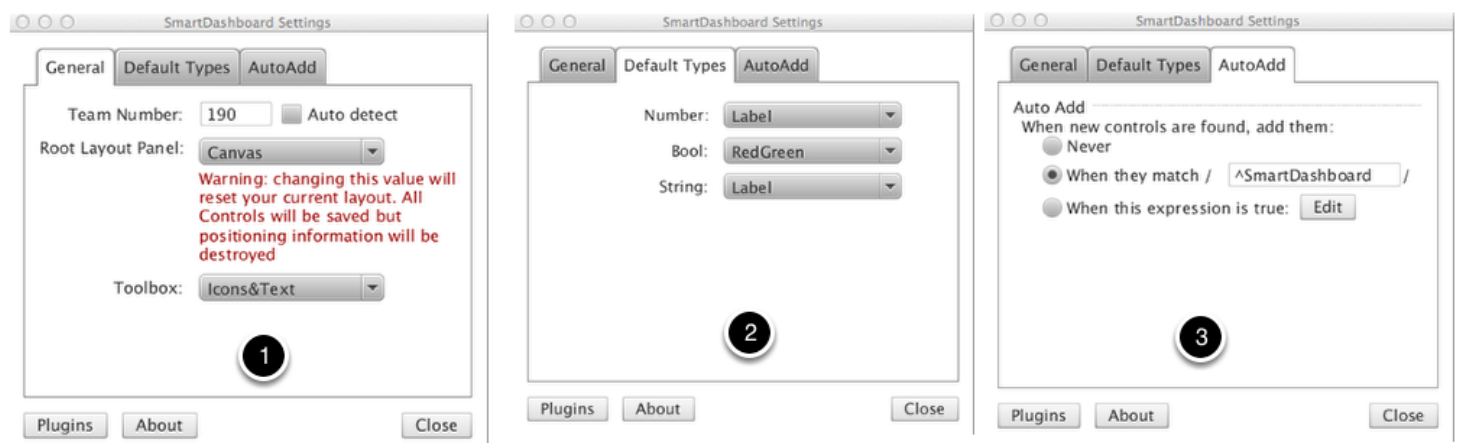 SmartDashboard Settings
General Default Types AutoAdd
Team Number: 190 Auto detect
Root Layout Panel: Canvas
Warning: changing this value will
reset your current layout. All
Controls will be saved but
positioning information will be
destroyed
Toolbox: Icons&Text
1
Plugins About Close
SmartDashboard Settings
General Default Types AutoAdd
Number: Label
Bool: RedGreen
String: Label
2
Plugins About Close
SmartDashboard Settings
General Default Types AutoAdd
Auto Add
When new controls are found, add them:
Never
When they match / ^SmartDashboard /
When this expression is true: Edit
3
Plugins About Close